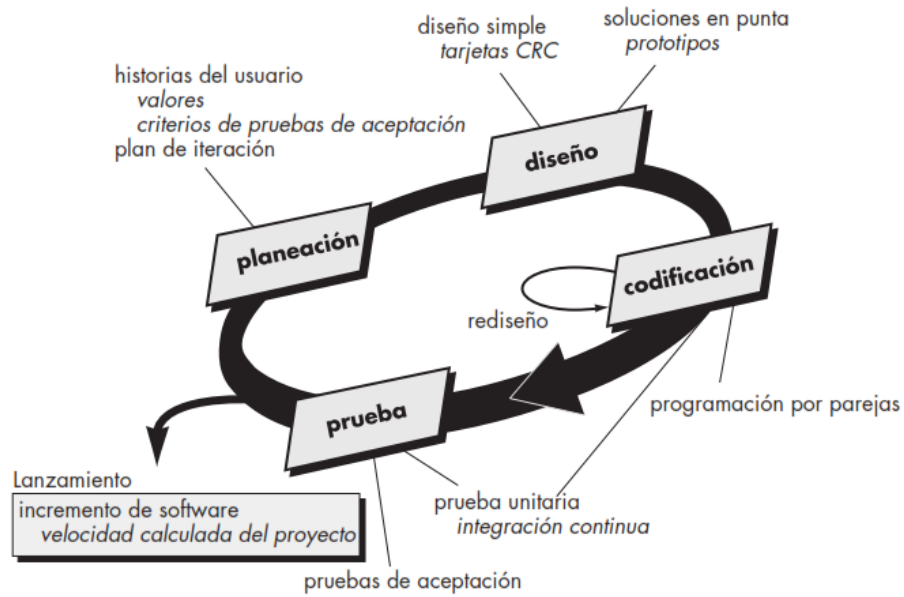 diseño simple
tarjetas CRC
soluciones en punta
prototipos
historias del usuario
valores
criterios de pruebas de aceptación
plan de iteración
diseño
planeación
codificación
rediseño
prueba
programación por parejas
Lanzamiento
incremento de software
velocidad calculada del proyecto
prueba unitaria
integración continua
pruebas de aceptación